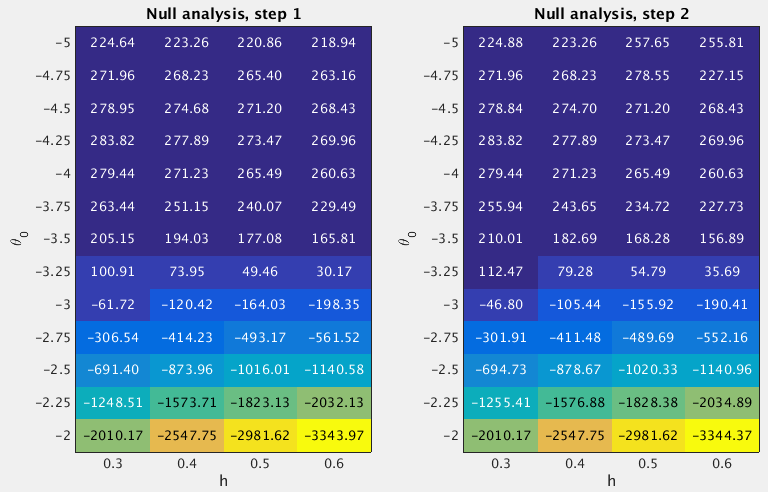 Null analysis, step 1
-5 224.64 223.26 220.86 218.94
-4.75 271.96 268.23 265.40 263.16
-4.5 278.95 274.68 271.20 268.43
-4.25 283.82 277.89 273.47 269.96
-4 279.44 271.23 265.49 260.63
-3.75 263.44 251.15 240.07 229.49
-3.5 205.15 194.03 177.08 165.81
-3.25 100.91 73.95 49.46 30.17
-3 -61.72 -120.42 -164.03 -198.35
-2.75 -306.54 -414.23 -493.17 -561.52
-2.5 -691.40 -873.96 -1016.01 -1140.58
-2.25 -1248.51 -1573.71 -1823.13 -2032.13
-2 -2010.17 -2547.75 -2981.62 -3343.97
0.3 0.4 0.5 0.6
h
θ0
Null analysis, step 2
-5 224.88 223.26 257.65 255.81
-4.75 271.96 268.23 278.55 227.15
-4.5 278.84 274.70 271.20 268.43
-4.25 283.82 277.89 273.47 269.96
-4 279.44 271.23 265.49 260.63
-3.75 255.94 243.65 234.72 227.73
-3.5 210.01 182.69 168.28 156.89
-3.25 112.47 79.28 54.79 35.69
-3 -46.80 -105.44 -155.92 -190.41
-2.75 -301.91 -411.48 -489.69 -552.16
-2.5 -694.73 -878.67 -1020.33 -1140.96
-2.25 -1255.41 -1576.88 -1828.38 -2034.89
-2 -2010.17 -2547.75 -2981.62 -3344.37
0.3 0.4 0.5 0.6
h
θ0